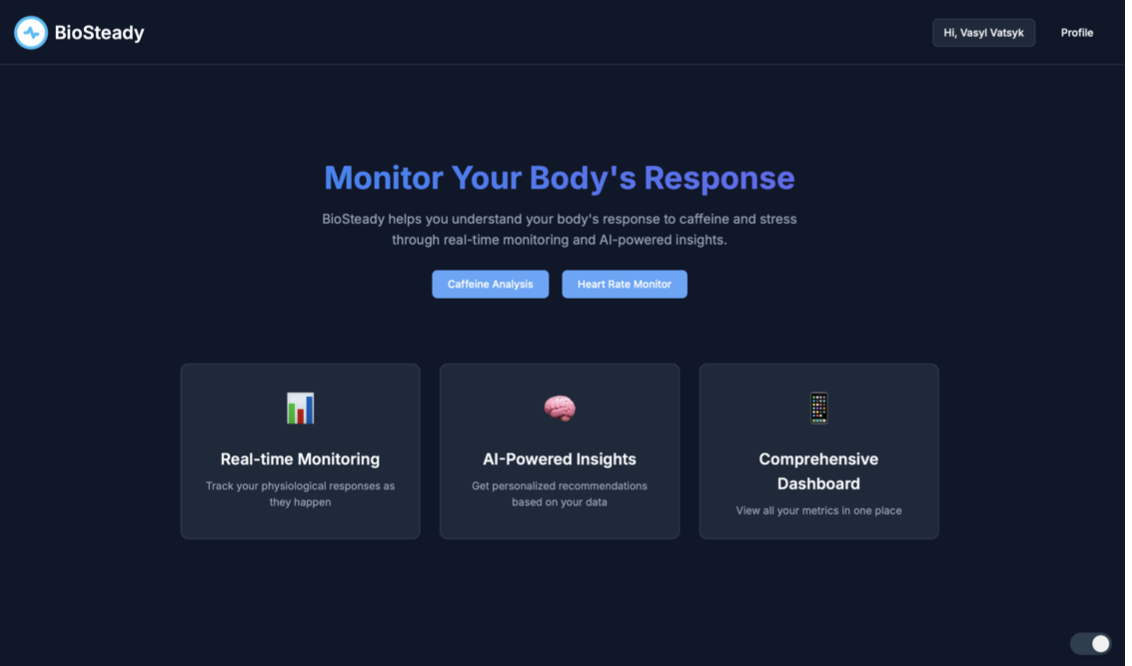 BioSteady
Hi, Vasyl Vatsyk
Profile
Monitor Your Body's Response
BioSteady helps you understand your body's response to caffeine and stress
through real-time monitoring and AI-powered insights.
Caffeine Analysis
Heart Rate Monitor
Real-time Monitoring
Track your physiological responses as
they happen
AI-Powered Insights
Get personalized recommendations
based on your data
Comprehensive
Dashboard
View all your metrics in one place